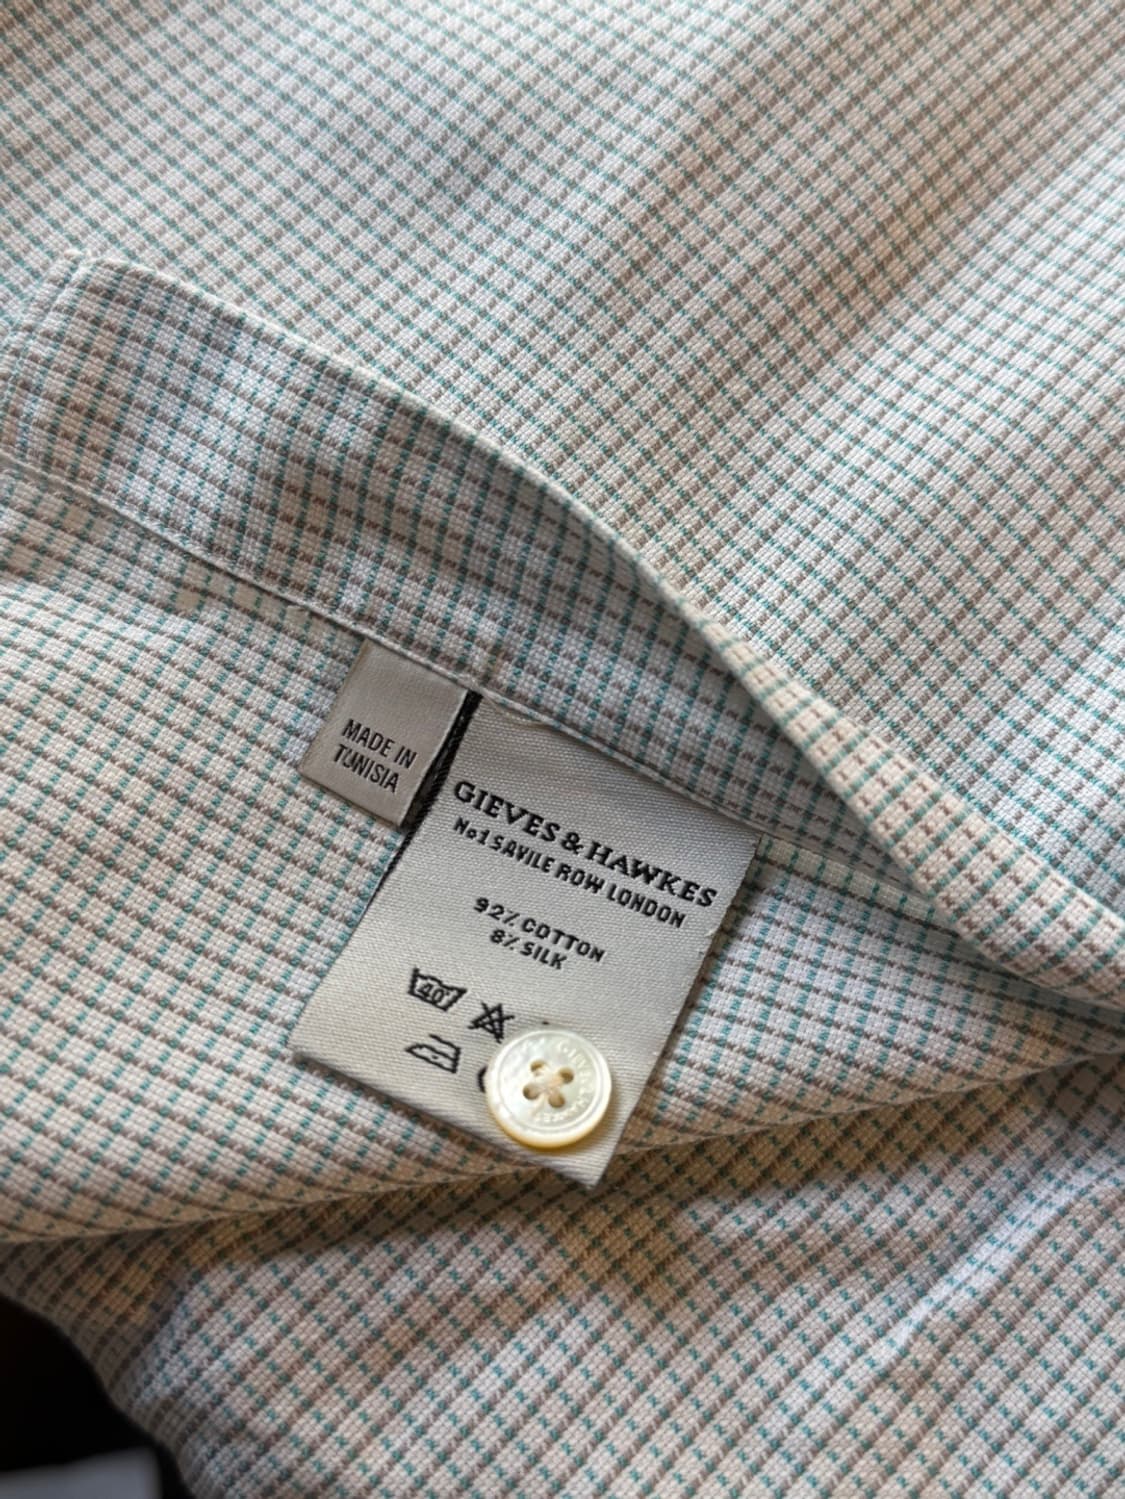 MADE IN
TUNISIA
GIEVES & HAWKES
No1 SAVILE ROW LONDON
92% COTTON
8% SILK
40